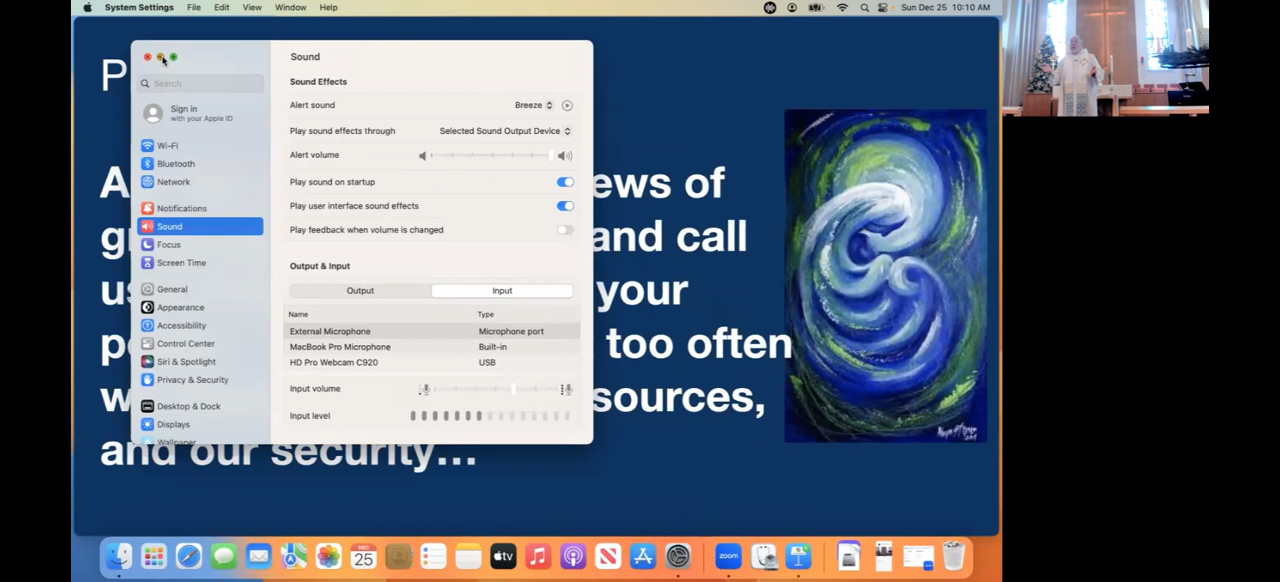 System Settings File Edit View Window Help
Sun Dec 25 10:10 AM
P
Search
Sign in
with your Apple ID
Wi-Fi
Bluetooth
Network
Notifications
Sound
Focus
Screen Time
General
Appearance
Accessibility
Control Center
Siri & Spotlight
Privacy & Security
Desktop & Dock
Displays
Wallpaper
Sound
Sound Effects
Alert sound Breeze
Play sound effects through Selected Sound Output Device
Alert volume
Play sound on startup
Play user interface sound effects
Play feedback when volume is changed
Output & Input
Output Input
Name Type
External Microphone Microphone port
MacBook Pro Microphone Built-in
HD Pro Webcam C920 USB
Input volume
Input level
A ews of
g and call
us your
p too often
w sources,
and our security...
DEC
25
tv
zoom